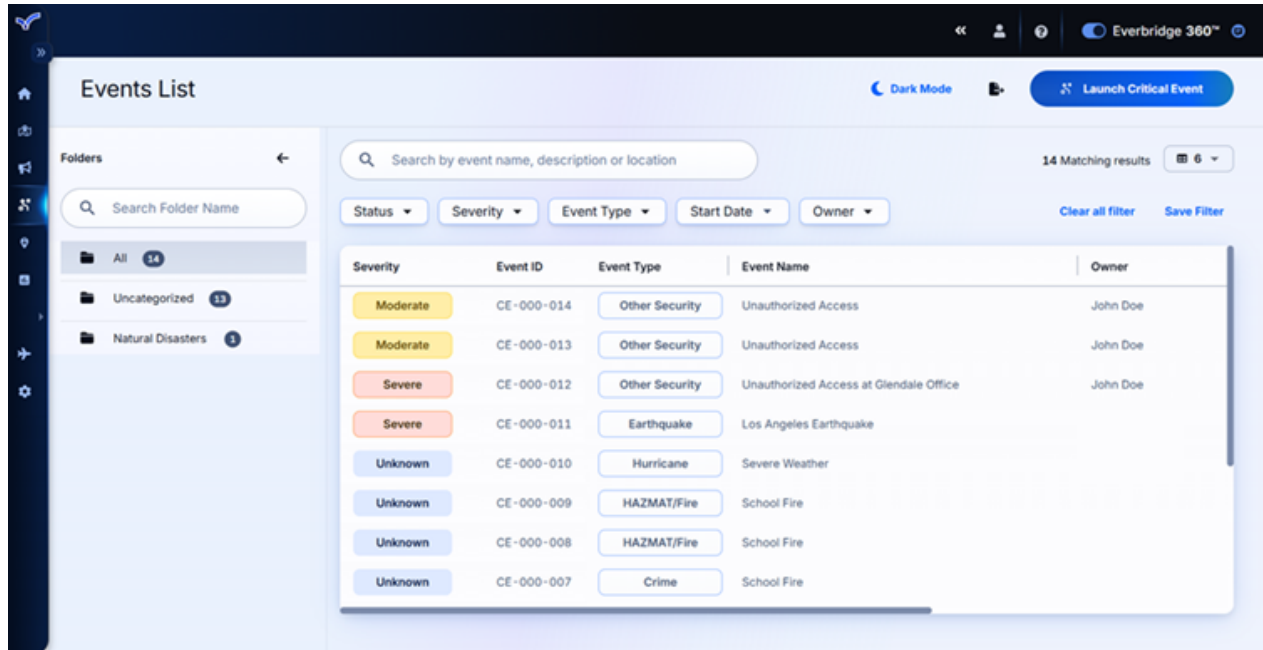 Everbridge 360™
Events List
Dark Mode
Launch Critical Event
Folders
Search Folder Name
All 14
Uncategorized 13
Natural Disasters 1
Search by event name, description or location
14 Matching results
6
Status
Severity
Event Type
Start Date
Owner
Clear all filter
Save Filter
Severity Event ID Event Type Event Name Owner
Moderate CE-000-014 Other Security Unauthorized Access John Doe
Moderate CE-000-013 Other Security Unauthorized Access John Doe
Severe CE-000-012 Other Security Unauthorized Access at Glendale Office John Doe
Severe CE-000-011 Earthquake Los Angeles Earthquake
Unknown CE-000-010 Hurricane Severe Weather
Unknown CE-000-009 HAZMAT/Fire School Fire
Unknown CE-000-008 HAZMAT/Fire School Fire
Unknown CE-000-007 Crime School Fire